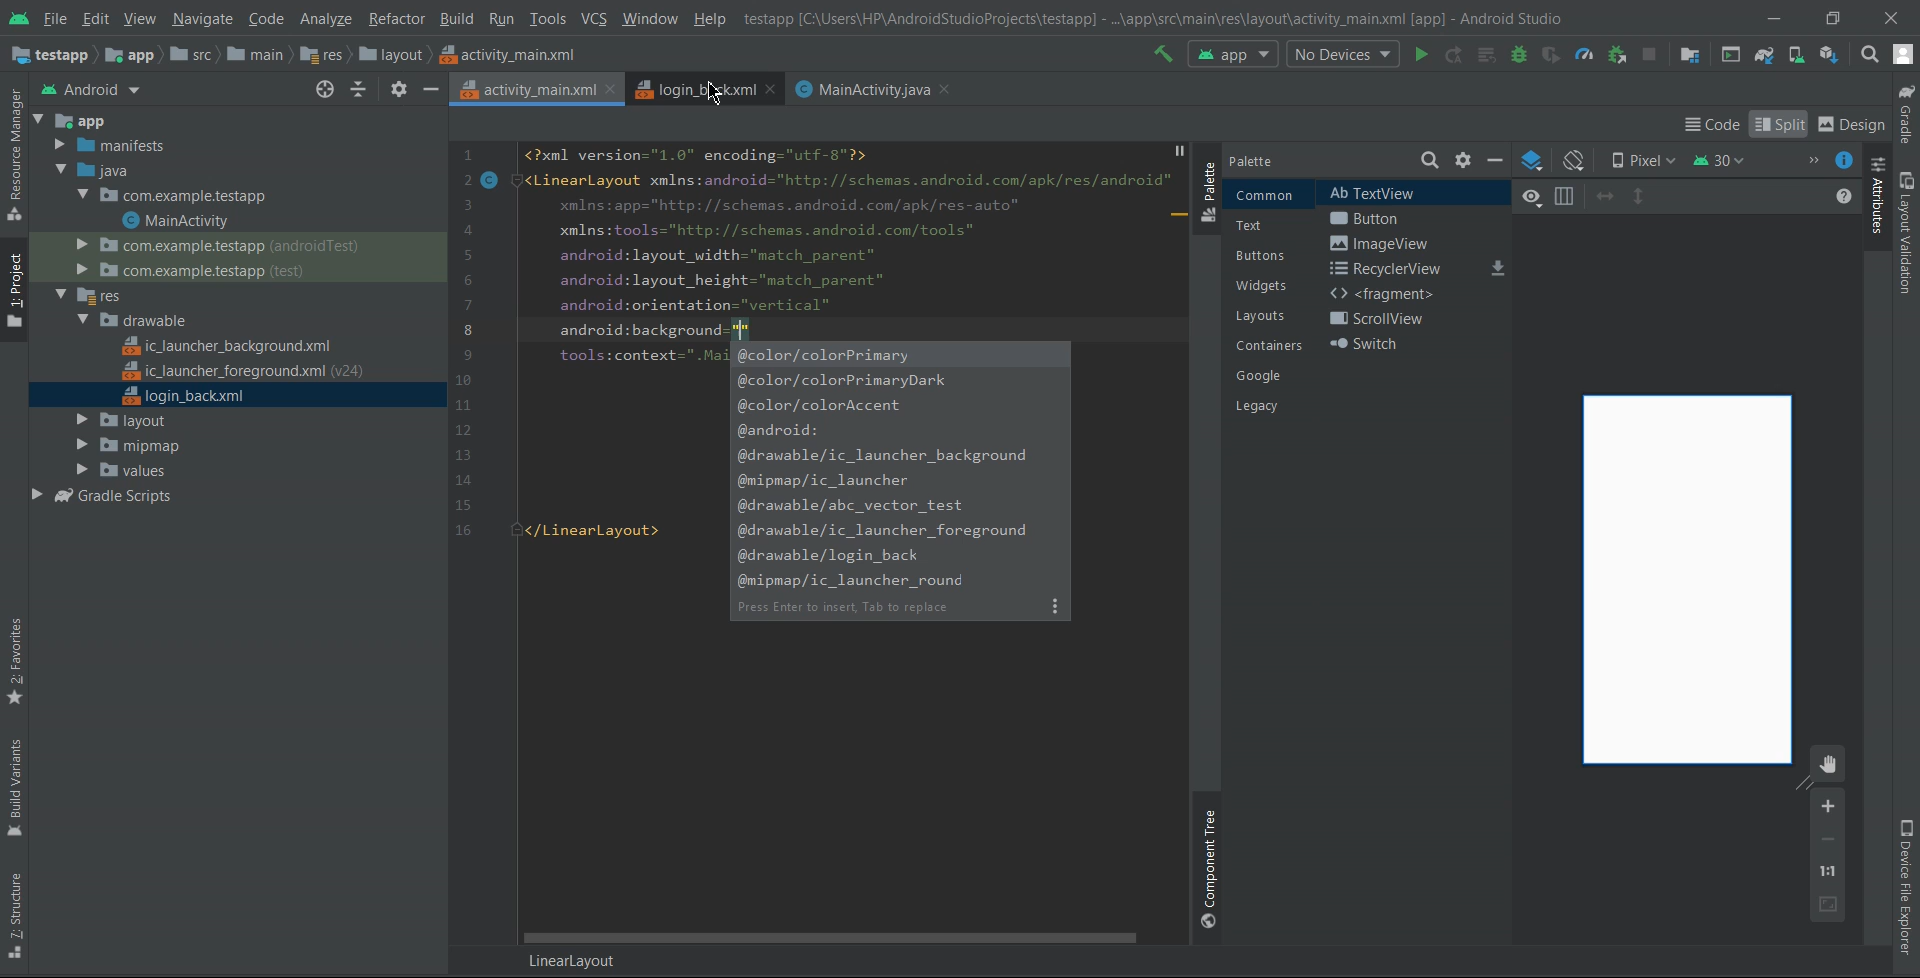 File Edit View Navigate Code Analyze Refactor Build Run Tools VCS Window Help testapp [C:\Users\HP\AndroidStudioProjects\testapp] - ...\app\src\main\res\layout\activity_main.xml [app] - Android Studio
testapp app src main res layout activity_main.xml app No Devices
Android
activity_main.xml login_back.xml MainActivity.java
Code Split Design
Resource Manager
1: Project
2: Favorites
Build Variants
7: Structure
app
manifests
java
com.example.testapp
MainActivity
com.example.testapp (androidTest)
com.example.testapp (test)
res
drawable
ic_launcher_background.xml
ic_launcher_foreground.xml (v24)
login_back.xml
layout
mipmap
values
Gradle Scripts
1 <?xml version="1.0" encoding="utf-8"?>
2 <LinearLayout xmlns:android="http://schemas.android.com/apk/res/android"
3 xmlns:app="http://schemas.android.com/apk/res-auto"
4 xmlns:tools="http://schemas.android.com/tools"
5 android:layout_width="match_parent"
6 android:layout_height="match_parent"
7 android:orientation="vertical"
8 android:background=""
9 tools:context=".Mai
10
11
12
13
14
15
16 </LinearLayout>
@color/colorPrimary
@color/colorPrimaryDark
@color/colorAccent
@android:
@drawable/ic_launcher_background
@mipmap/ic_launcher
@drawable/abc_vector_test
@drawable/ic_launcher_foreground
@drawable/login_back
@mipmap/ic_launcher_round
Press Enter to insert, Tab to replace
LinearLayout
Palette
Component Tree
Palette
Common
Text
Buttons
Widgets
Layouts
Containers
Google
Legacy
Ab TextView
Button
ImageView
RecyclerView
<fragment>
ScrollView
Switch
Pixel 30
1:1
Attributes
Gradle
Layout Validation
Device File Explorer